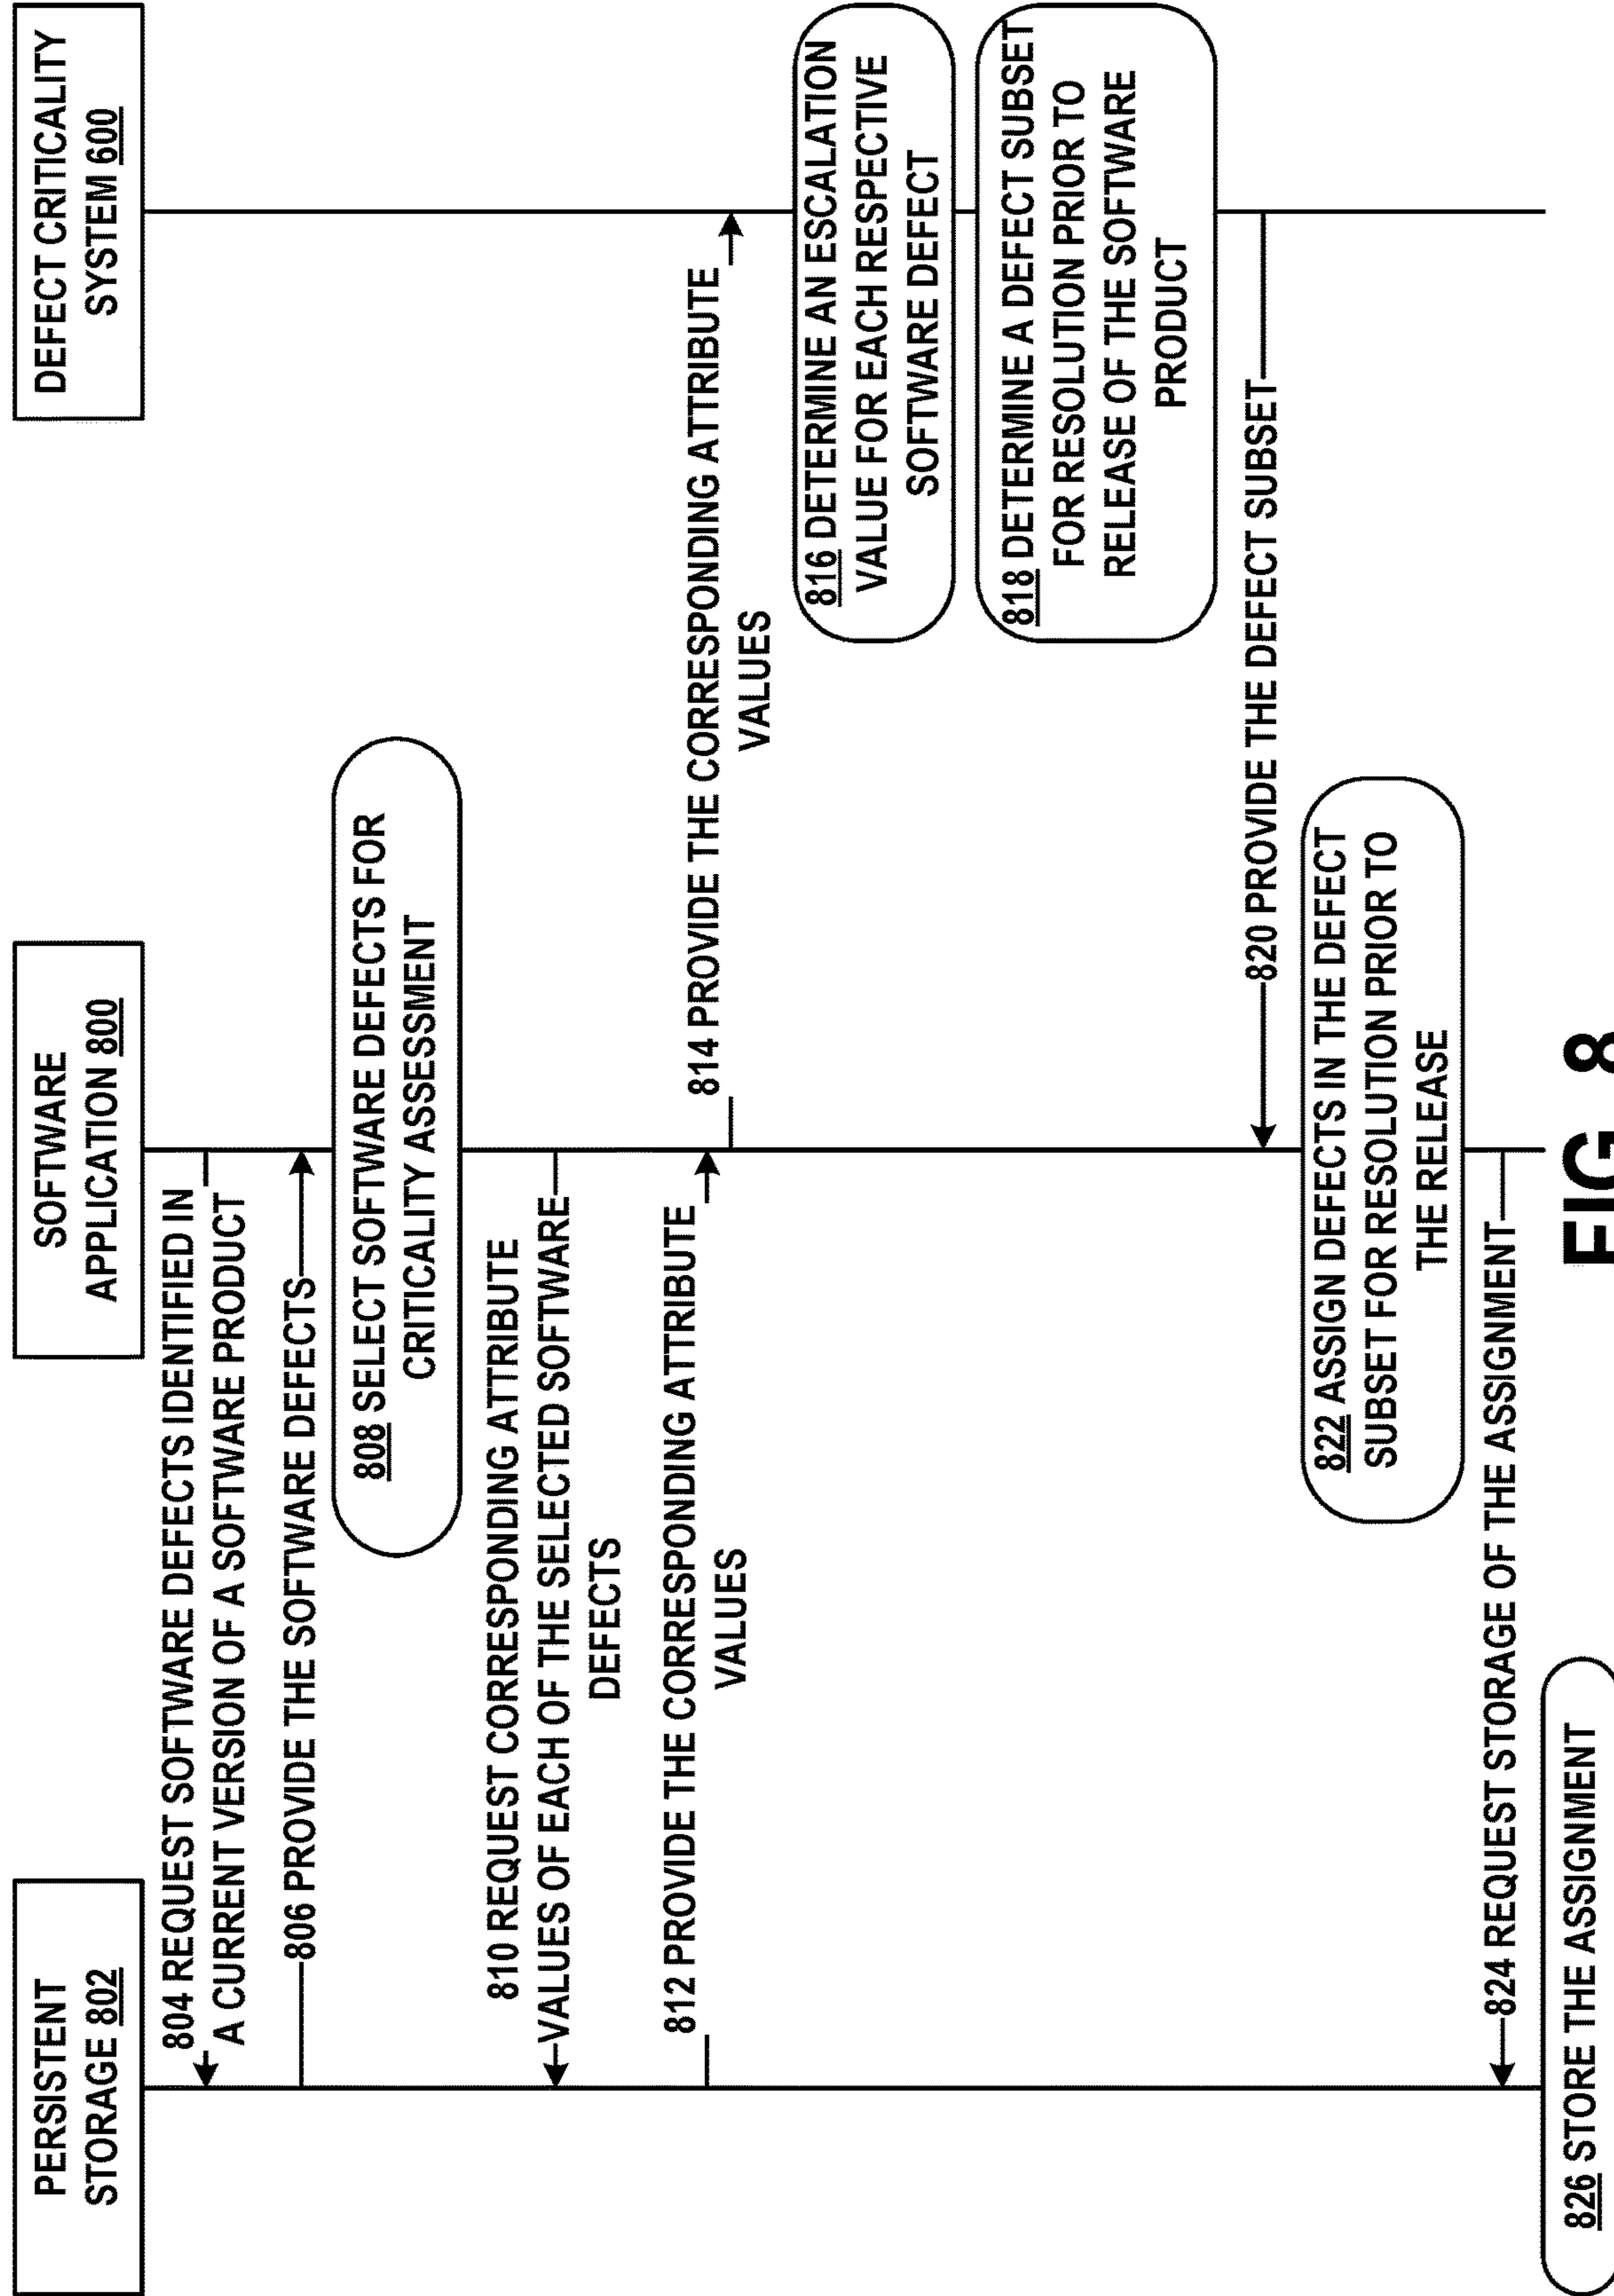 PERSISTENT
STORAGE 802
SOFTWARE
APPLICATION 800
DEFECT CRITICALITY
SYSTEM 600
804 REQUEST SOFTWARE DEFECTS IDENTIFIED IN
A CURRENT VERSION OF A SOFTWARE PRODUCT
806 PROVIDE THE SOFTWARE DEFECTS
808 SELECT SOFTWARE DEFECTS FOR
CRITICALITY ASSESSMENT
810 REQUEST CORRESPONDING ATTRIBUTE
VALUES OF EACH OF THE SELECTED SOFTWARE
DEFECTS
812 PROVIDE THE CORRESPONDING ATTRIBUTE
VALUES
814 PROVIDE THE CORRESPONDING ATTRIBUTE
VALUES
816 DETERMINE AN ESCALATION
VALUE FOR EACH RESPECTIVE
SOFTWARE DEFECT
818 DETERMINE A DEFECT SUBSET
FOR RESOLUTION PRIOR TO
RELEASE OF THE SOFTWARE
PRODUCT
820 PROVIDE THE DEFECT SUBSET
822 ASSIGN DEFECTS IN THE DEFECT
SUBSET FOR RESOLUTION PRIOR TO
THE RELEASE
824 REQUEST STORAGE OF THE ASSIGNMENT
826 STORE THE ASSIGNMENT
FIG. 8